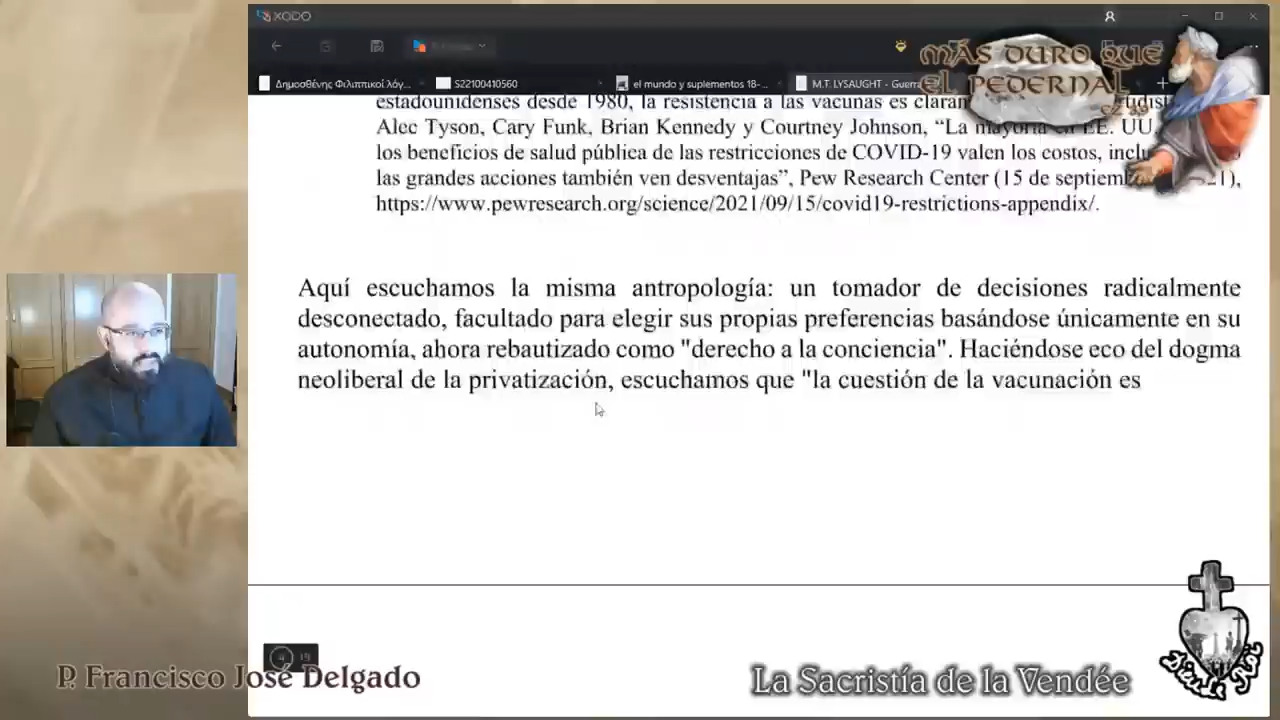 XODO
MÁS DURO QUE
EL PEDERNAL
Δημοσθένης Φιλιππικοί λόγ...
S22100410560
el mundo y suplementos 18-...
M.T. LYSAUGHT - Guerra
estadounidenses desde 1980, la resistencia a las vacunas es claram
Alec Tyson, Cary Funk, Brian Kennedy y Courtney Johnson, “La mayoría en EE. UU.
los beneficios de salud pública de las restricciones de COVID-19 valen los costos, inclu
las grandes acciones también ven desventajas”, Pew Research Center (15 de septiem 21),
https://www.pewresearch.org/science/2021/09/15/covid19-restrictions-appendix/.
Aquí escuchamos la misma antropología: un tomador de decisiones radicalmente
desconectado, facultado para elegir sus propias preferencias basándose únicamente en su
autonomía, ahora rebautizado como "derecho a la conciencia". Haciéndose eco del dogma
neoliberal de la privatización, escuchamos que "la cuestión de la vacunación es
4 19
P. Francisco José Delgado
La Sacristía de la Vendée